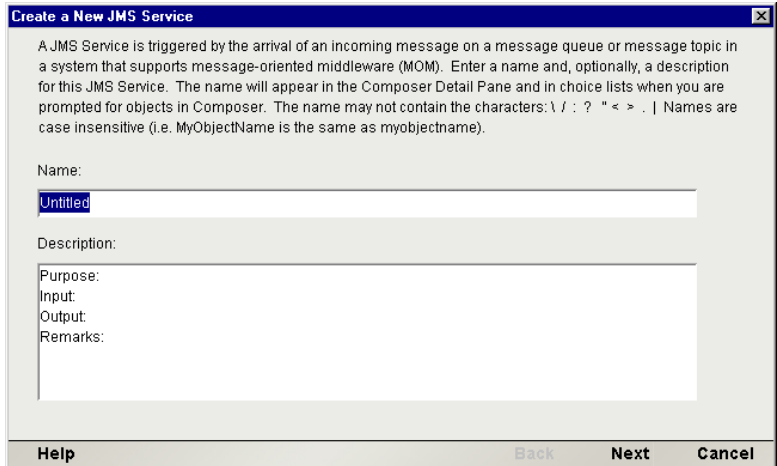 Create a New JMS Service
A JMS Service is triggered by the arrival of an incoming message on a message queue or message topic in
a system that supports message-oriented middleware (MOM). Enter a name and, optionally, a description
for this JMS Service. The name will appear in the Composer Detail Pane and in choice lists when you are
prompted for objects in Composer. The name may not contain the characters: \ / : ? " < > . | Names are
case insensitive (i.e. MyObjectName is the same as myobjectname).
Name:
Untitled
Description:
Purpose:
Input:
Output:
Remarks:
Help Back Next Cancel